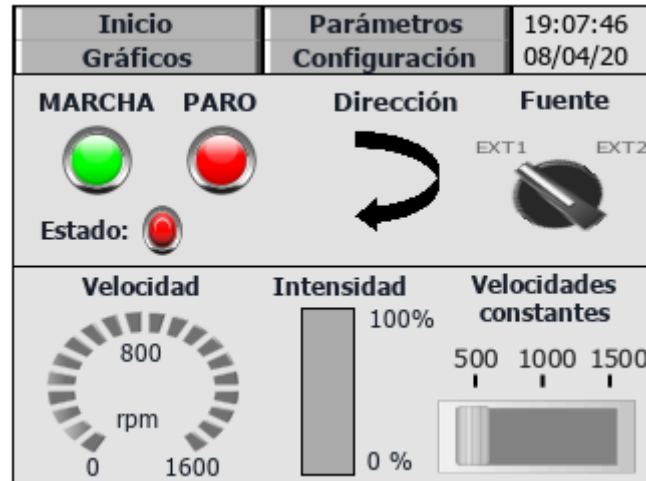 Inicio
Parámetros
19:07:46
Gráficos
Configuración
08/04/20
MARCHA
PARO
Dirección
Fuente
EXT1
EXT2
Estado:
Velocidad
Intensidad
Velocidades
constantes
100%
800
500
1000
1500
rpm
0
1600
0 %